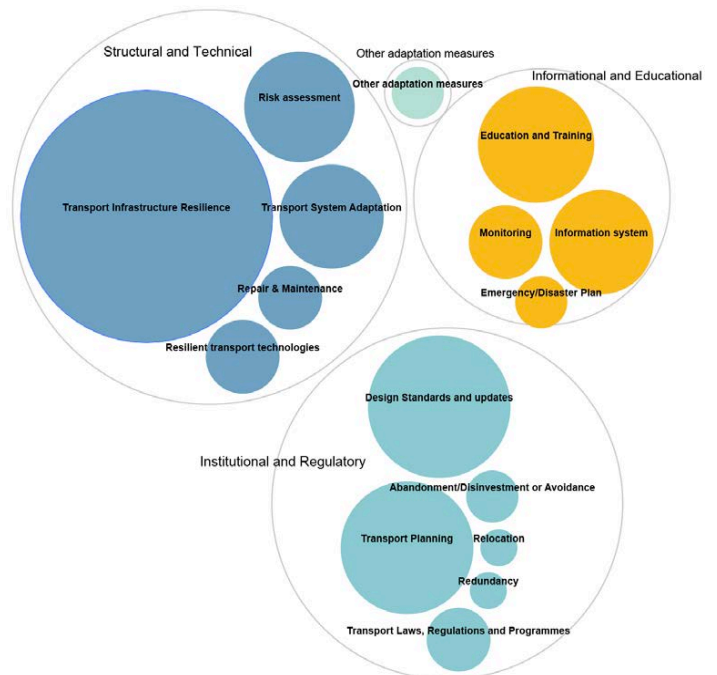 Structural and Technical
Risk assessment
Transport Infrastructure Resilience
Transport System Adaptation
Repair & Maintenance
Resilient transport technologies
Other adaptation measures
Other adaptation measures
Informational and Educational
Education and Training
Monitoring
Information system
Emergency/Disaster Plan
Institutional and Regulatory
Design Standards and updates
Abandonment/Disinvestment or Avoidance
Transport Planning
Relocation
Redundancy
Transport Laws, Regulations and Programmes